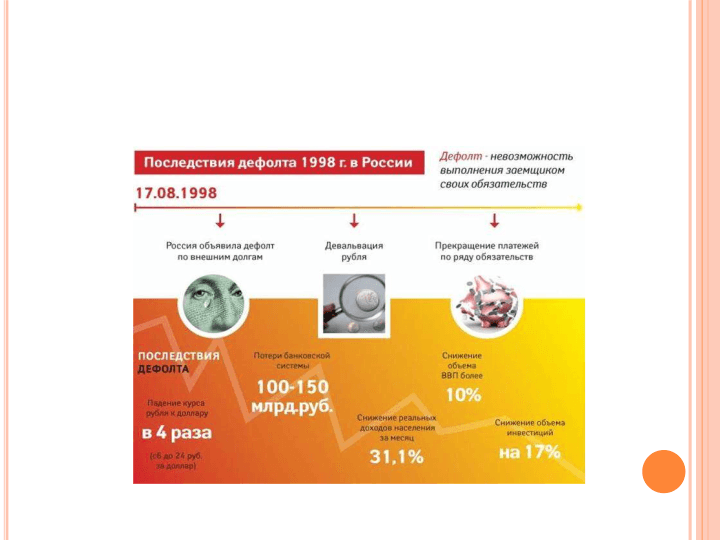 Последствия дефолта 1998 г. в России
Дефолт - невозможность
выполнения заемщиком
своих обязательств
17.08.1998
Россия объявила дефолт
по внешним долгам
Девальвация
рубля
Прекращение платежей
по ряду обязательств
ПОСЛЕДСТВИЯ
ДЕФОЛТА
Падение курса
рубля к доллару
в 4 раза
(с 6 до 24 руб.
за доллар)
Потери банковской
системы
100-150
млрд.руб.
Снижение реальных
доходов населения
за месяц
31,1%
Снижение
объема
ВВП более
10%
Снижение объема
инвестиций
на 17%